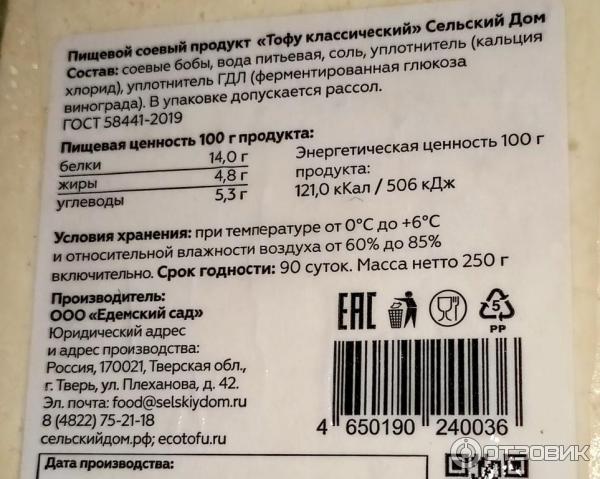 Пищевой соевый продукт «Тофу классический» Сельский Дом
Состав: соевые бобы, вода питьевая, соль, уплотнитель (кальция
хлорид), уплотнитель ГДЛ (ферментированная глюкоза
винограда). В упаковке допускается рассол.
ГОСТ 58441-2019
Пищевая ценность 100 г продукта:
белки 14,0 г
жиры 4,8 г
углеводы 5,3 г
Энергетическая ценность 100 г
продукта:
121,0 кКал / 506 кДж
Условия хранения: при температуре от 0°С до +6°С
и относительной влажности воздуха от 60% до 85%
включительно. Срок годности: 90 суток. Масса нетто 250 г
Производитель:
ООО «Едемский сад»
Юридический адрес
и адрес производства:
Россия, 170021, Тверская обл.,
г. Тверь, ул. Плеханова, д. 42.
Эл. почта: food@selskiydom.ru
8 (4822) 75-21-18
сельскийдом.рф; ecotofu.ru
EAC
5
PP
4 650190 240036
Дата производства:
ОТЗОВИК